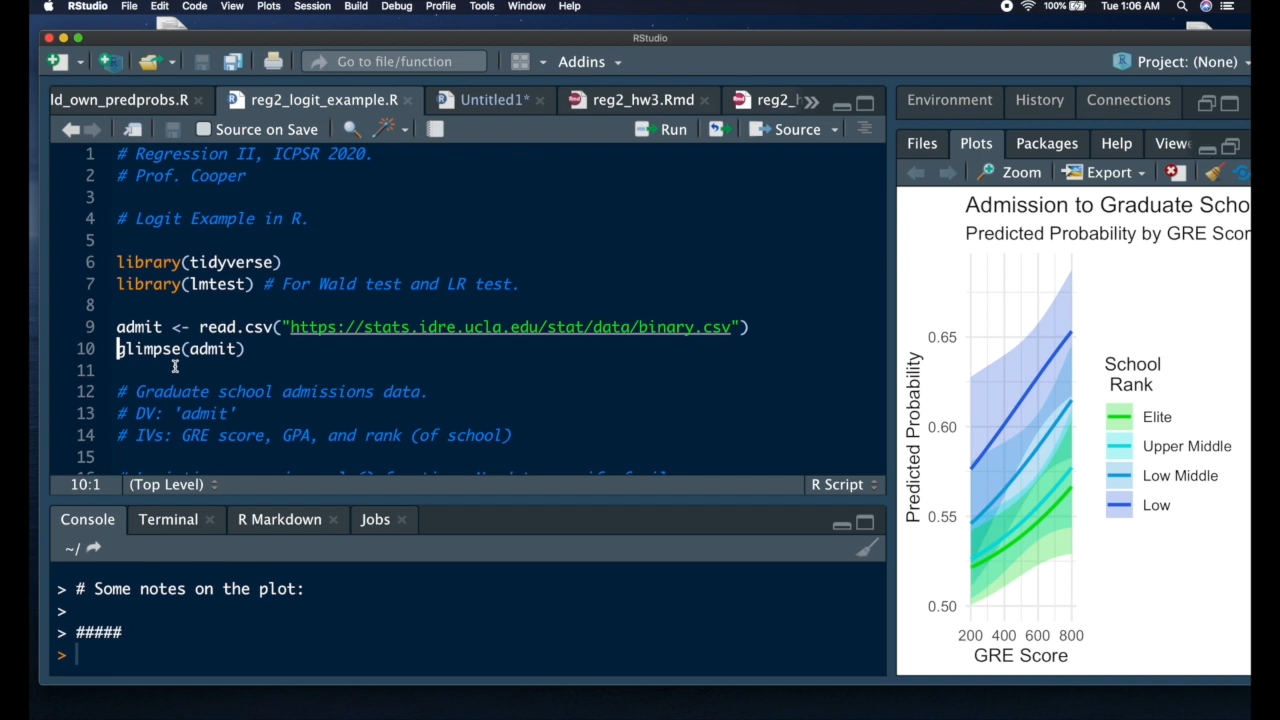 RStudio File Edit Code View Plots Session Build Debug Profile Tools Window Help 100% Tue 1:06 AM
RStudio
Go to file/function Addins Project: (None)
ld_own_predprobs.R reg2_logit_example.R Untitled1* reg2_hw3.Rmd reg2_h
Source on Save Run Source
1 # Regression II, ICPSR 2020.
2 # Prof. Cooper
3
4 # Logit Example in R.
5
6 library(tidyverse)
7 library(lmtest) # For Wald test and LR test.
8
9 admit <- read.csv("https://stats.idre.ucla.edu/stat/data/binary.csv")
10 glimpse(admit)
11
12 # Graduate school admissions data.
13 # DV: 'admit'
14 # IVs: GRE score, GPA, and rank (of school)
15
10:1 (Top Level) R Script
Console Terminal R Markdown Jobs
~/
> # Some notes on the plot:
>
> #####
>
Environment History Connections
Files Plots Packages Help View
Zoom Export
Admission to Graduate Scho
Predicted Probability by GRE Scor
Predicted Probability
0.65
0.60
0.55
0.50
200 400 600 800
GRE Score
School
Rank
Elite
Upper Middle
Low Middle
Low